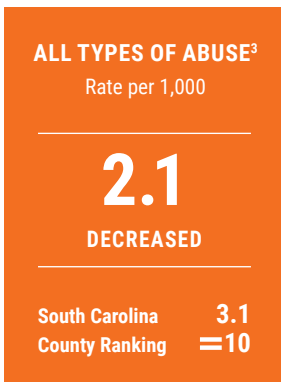 ALL TYPES OF ABUSE³
Rate per 1,000
2.1
DECREASED
South Carolina 3.1
County Ranking =10